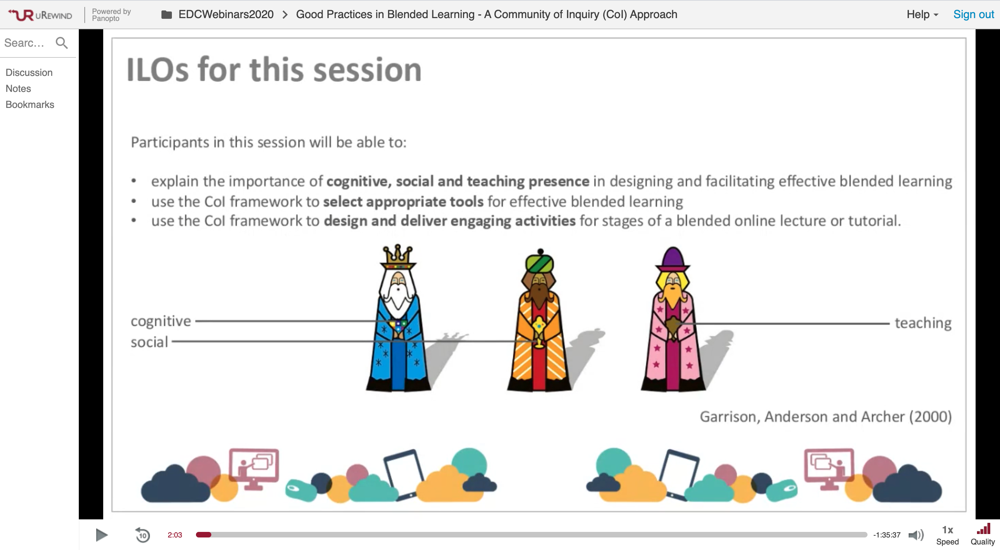 UR uREWIND
Powered by
Panopto
EDCWebinars2020 > Good Practices in Blended Learning - A Community of Inquiry (CoI) Approach
Help
Sign out
Searc...
Discussion
Notes
Bookmarks
ILOs for this session
Participants in this session will be able to:
• explain the importance of cognitive, social and teaching presence in designing and facilitating effective blended learning
• use the CoI framework to select appropriate tools for effective blended learning
• use the CoI framework to design and deliver engaging activities for stages of a blended online lecture or tutorial.
cognitive
social
teaching
Garrison, Anderson and Archer (2000)
10
2:03
-1:35:37
1x
Speed
Quality